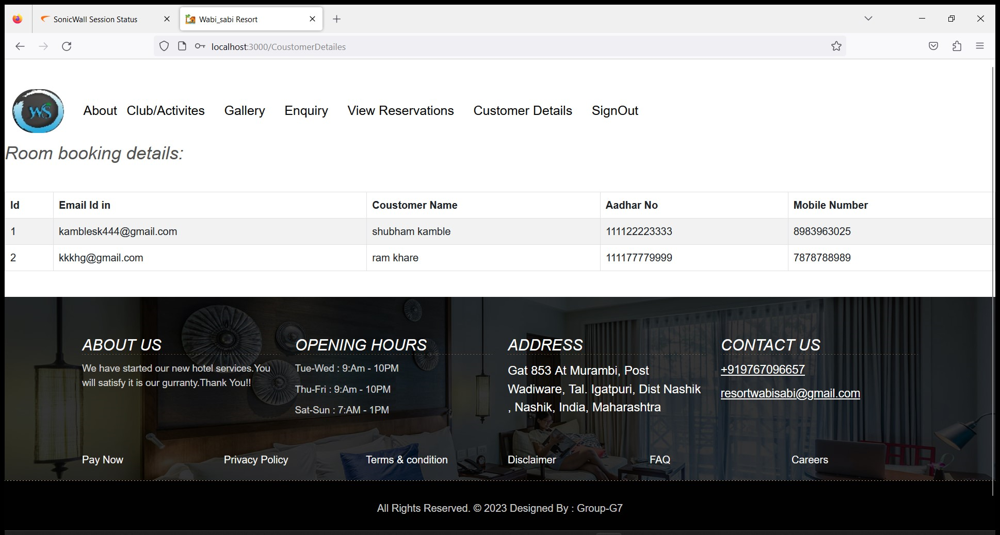 SonicWall Session Status
Wabi_sabi Resort
localhost:3000/CoustomerDetailes
WS
About Club/Activites Gallery Enquiry View Reservations Customer Details SignOut
Room booking details:
Id Email Id in Coustomer Name Aadhar No Mobile Number
1 kamblesk444@gmail.com shubham kamble 111122223333 8983963025
2 kkkhg@gmail.com ram khare 111177779999 7878788989
ABOUT US
We have started our new hotel services.You
will satisfy it is our gurranty.Thank You!!
OPENING HOURS
Tue-Wed : 9:Am - 10PM
Thu-Fri : 9:Am - 10PM
Sat-Sun : 7:AM - 1PM
ADDRESS
Gat 853 At Murambi, Post
Wadiware, Tal. Igatpuri, Dist Nashik
, Nashik, India, Maharashtra
CONTACT US
+919767096657
resortwabisabi@gmail.com
Pay Now Privacy Policy Terms & condition Disclaimer FAQ Careers
All Rights Reserved. © 2023 Designed By : Group-G7